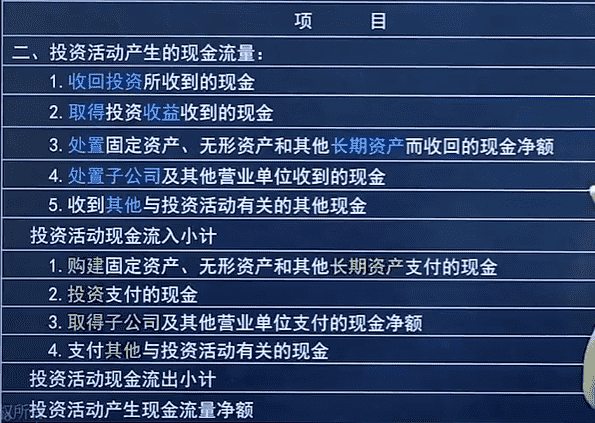 项 目
二、投资活动产生的现金流量：
1.收回投资所收到的现金
2.取得投资收益收到的现金
3.处置固定资产、无形资产和其他长期资产而收回的现金净额
4.处置子公司及其他营业单位收到的现金
5.收到其他与投资活动有关的其他现金
投资活动现金流入小计
1.购建固定资产、无形资产和其他长期资产支付的现金
2.投资支付的现金
3.取得子公司及其他营业单位支付的现金净额
4.支付其他与投资活动有关的现金
投资活动现金流出小计
投资活动产生现金流量净额
权所